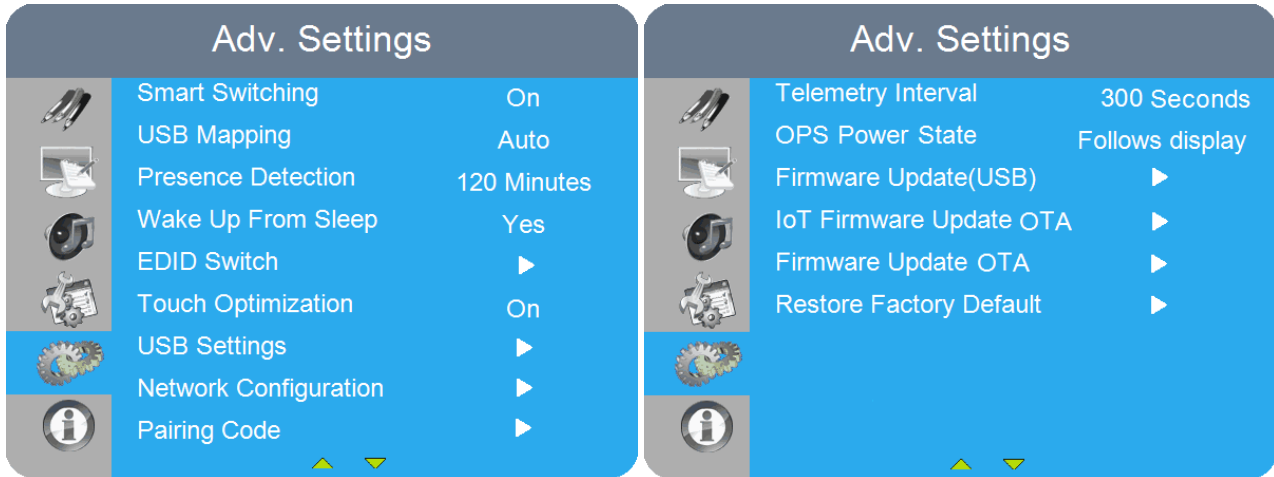 Adv. Settings
Smart Switching On
USB Mapping Auto
Presence Detection 120 Minutes
Wake Up From Sleep Yes
EDID Switch
Touch Optimization On
USB Settings
Network Configuration
Pairing Code
Adv. Settings
Telemetry Interval 300 Seconds
OPS Power State Follows display
Firmware Update(USB)
IoT Firmware Update OTA
Firmware Update OTA
Restore Factory Default